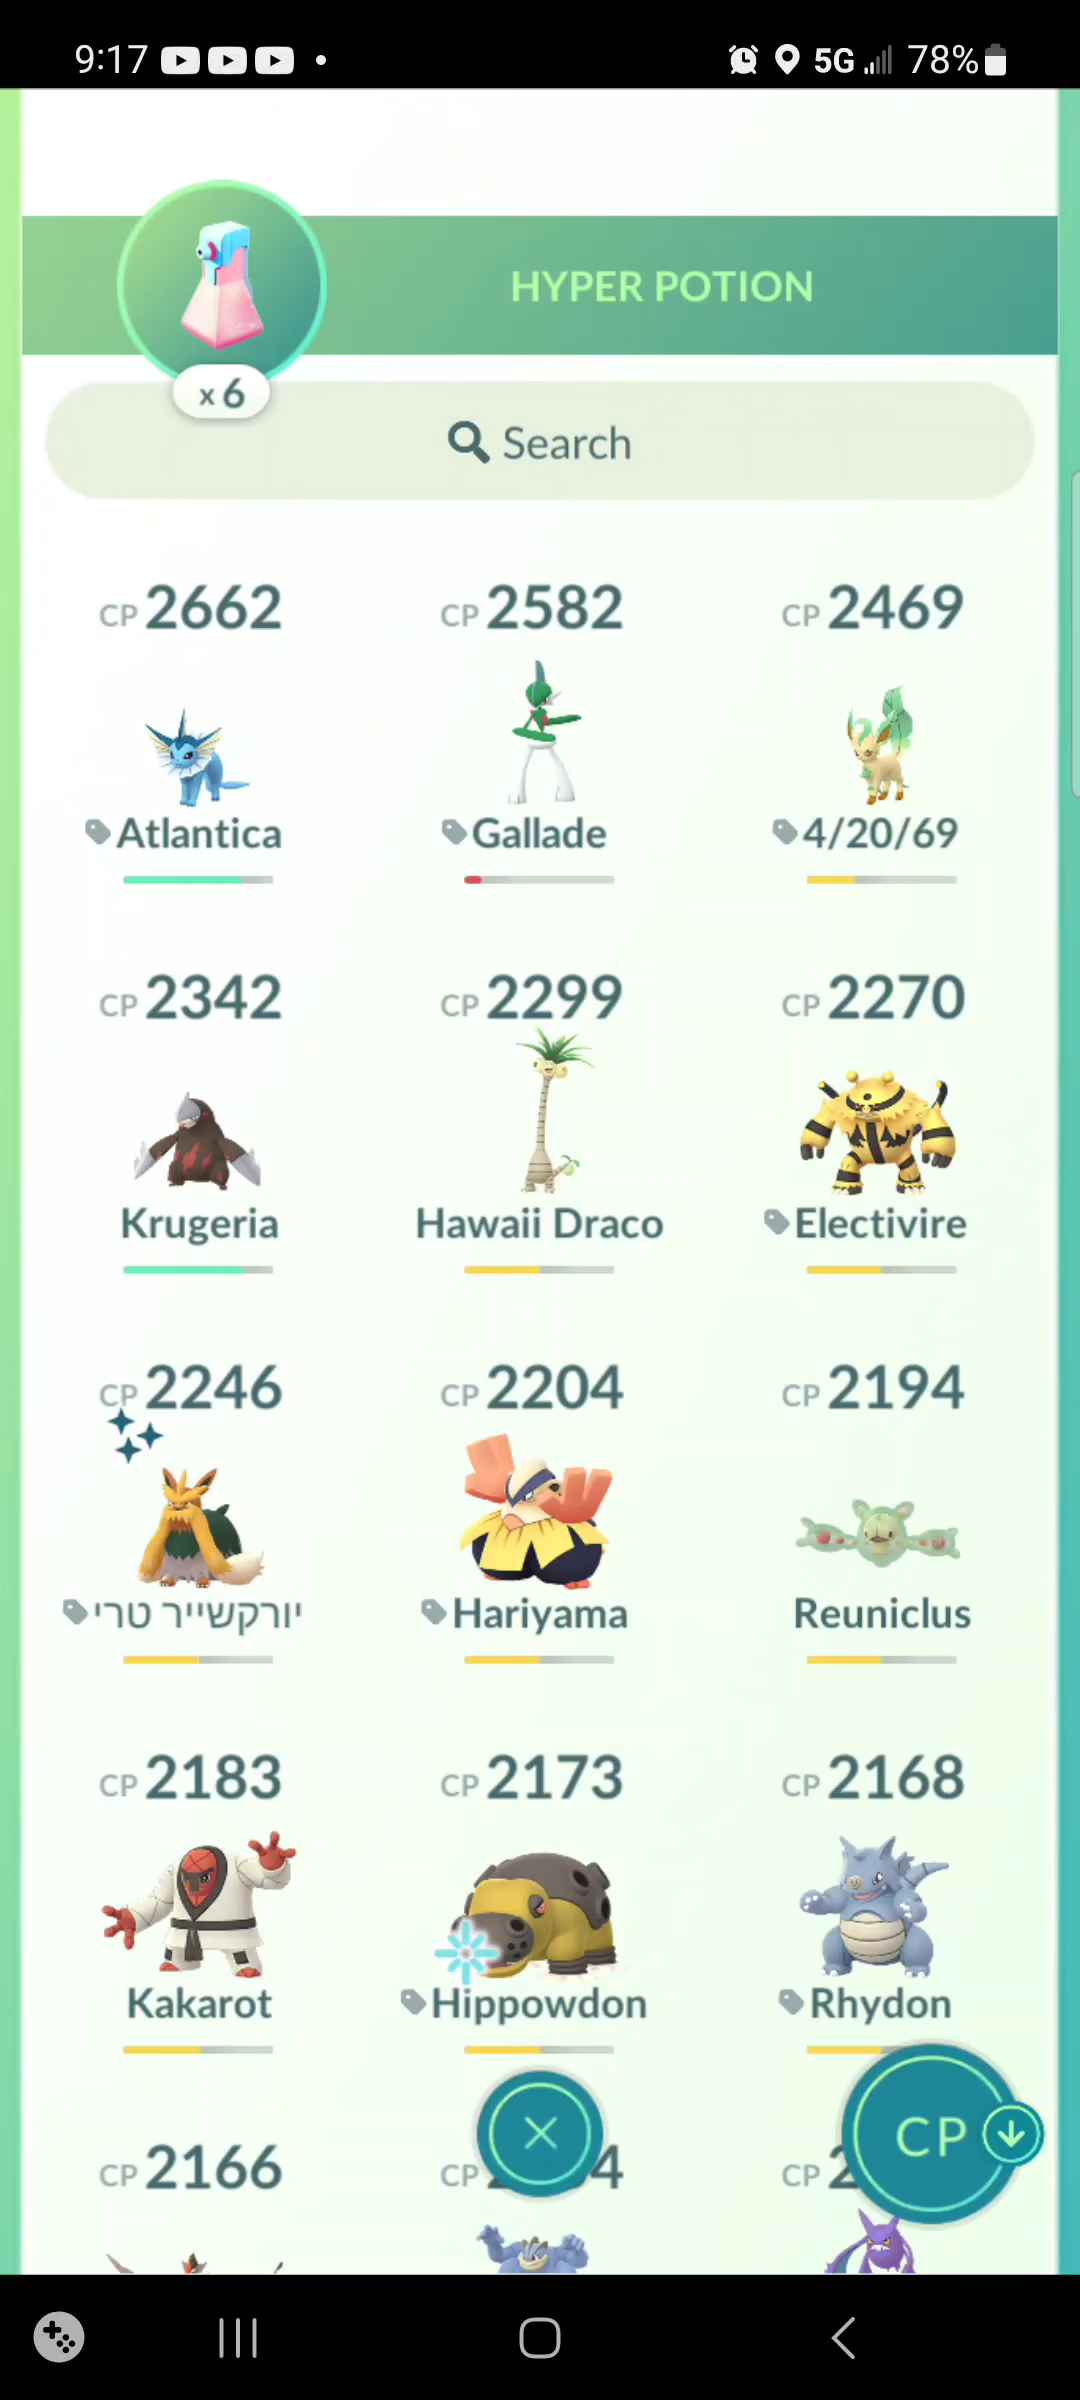 9:17 5G 78%
HYPER POTION
x 6
Search
CP 2662 CP 2582 CP 2469
Atlantica Gallade 4/20/69
CP 2342 CP 2299 CP 2270
Krugeria Hawaii Draco Electivire
CP 2246 CP 2204 CP 2194
יורקשייר טרי Hariyama Reuniclus
CP 2183 CP 2173 CP 2168
Kakarot Hippowdon Rhydon
CP
CP 2166 CP CP